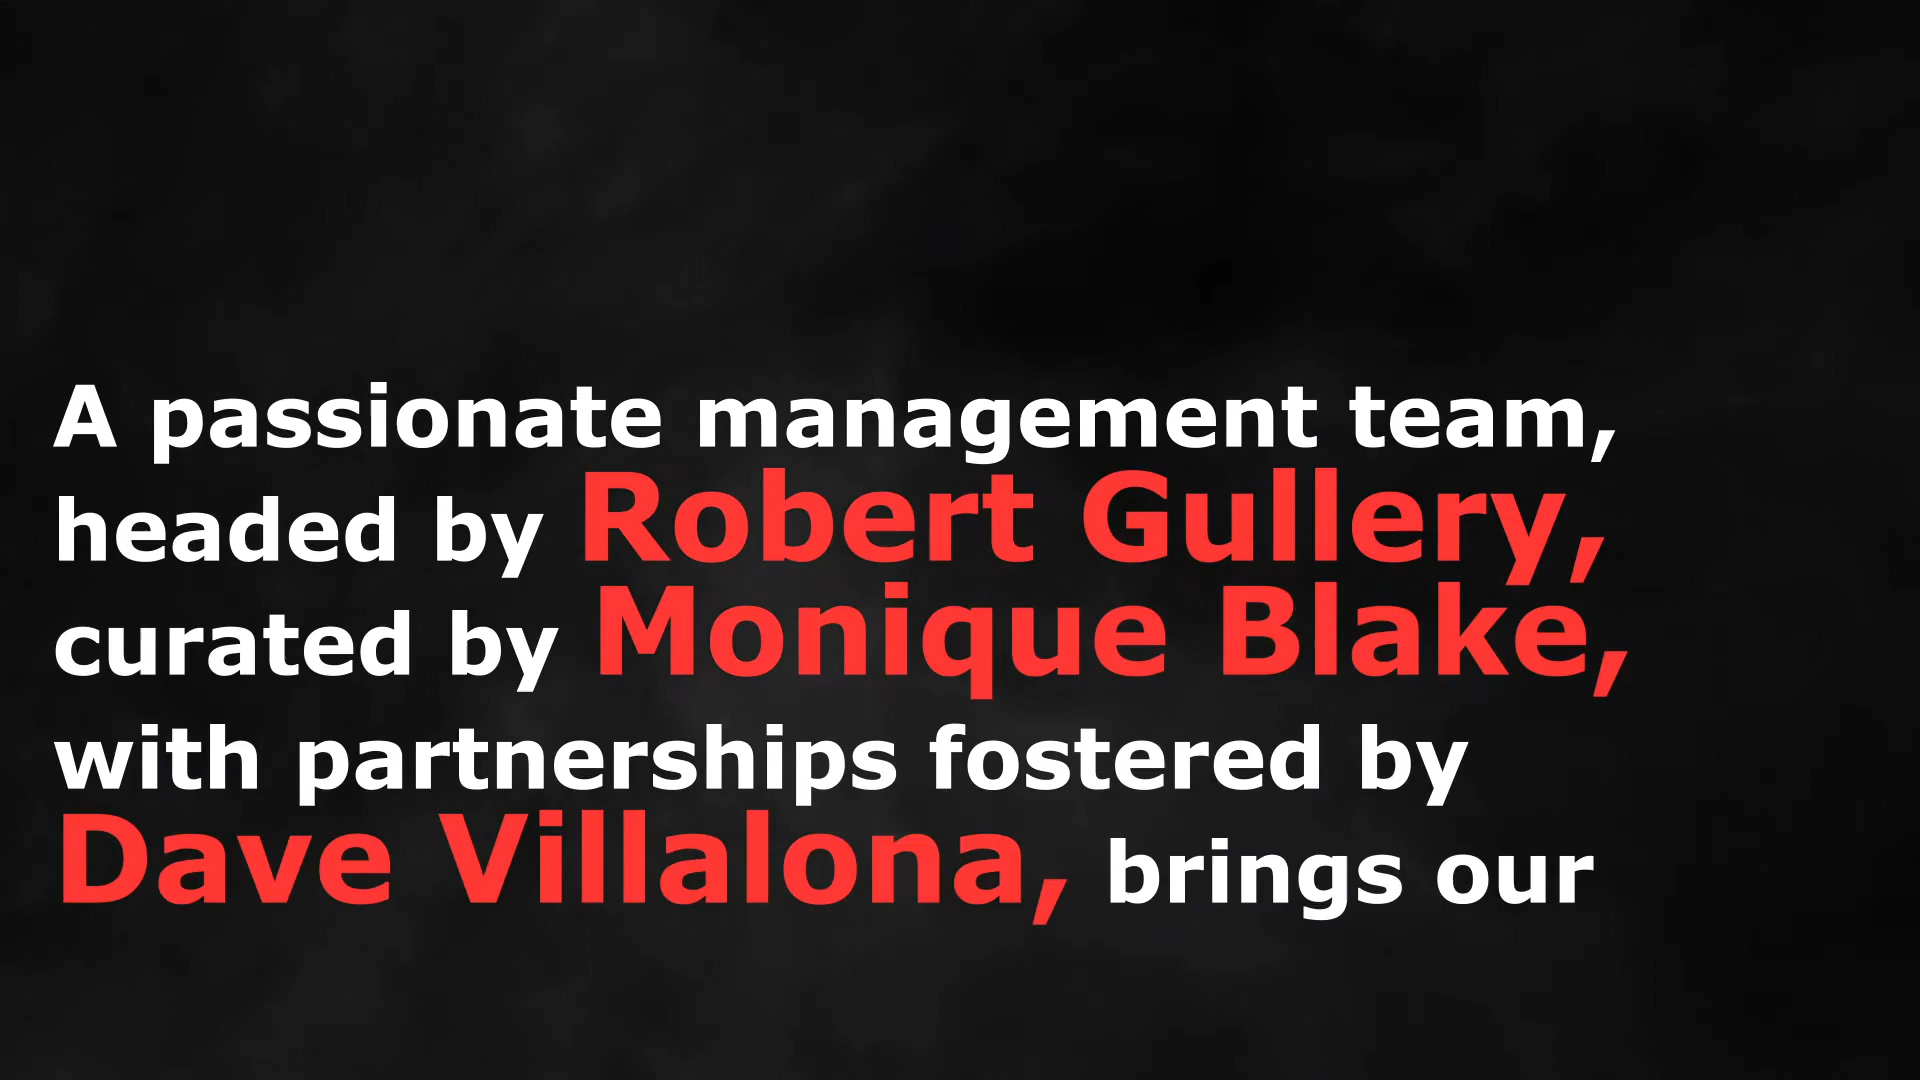 A passionate management team,
headed by Robert Gullery,
curated by Monique Blake,
with partnerships fostered by
Dave Villalona, brings our